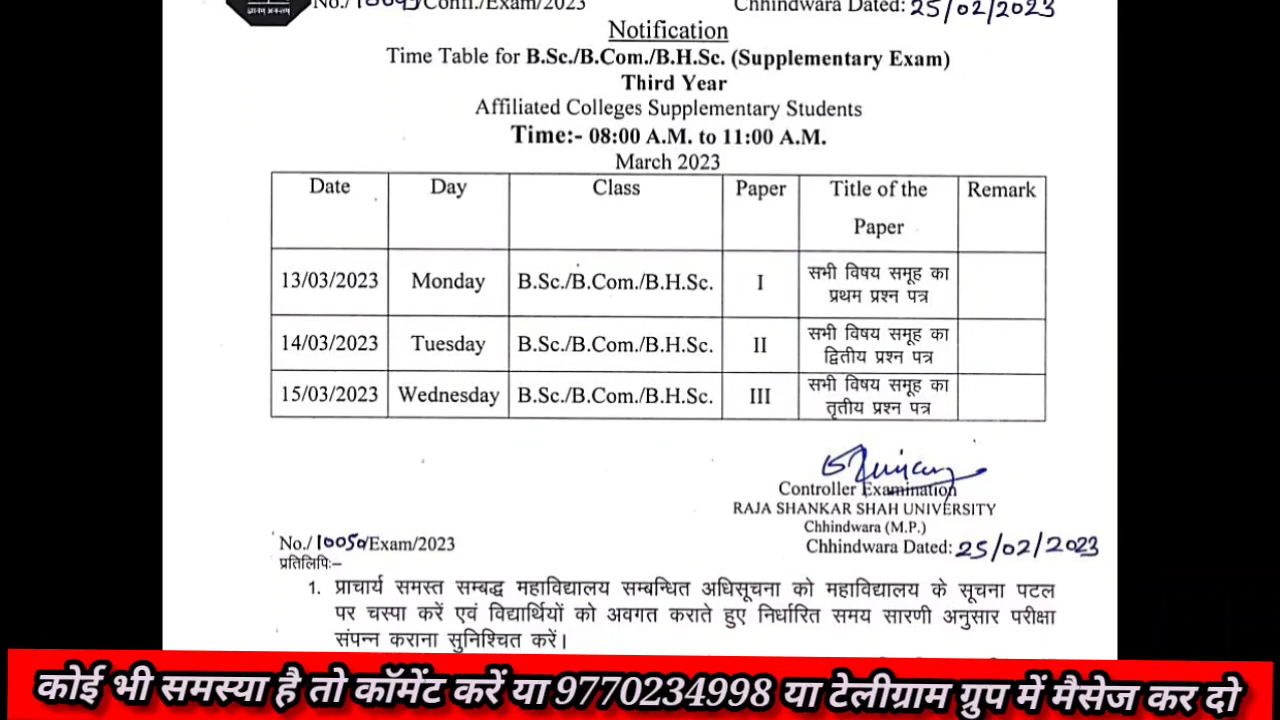 ज्ञानम् अनन्तम्
No./10049/Conf./Exam/2023 Chhindwara Dated: 25/02/2023
Notification
Time Table for B.Sc./B.Com./B.H.Sc. (Supplementary Exam)
Third Year
Affiliated Colleges Supplementary Students
Time:- 08:00 A.M. to 11:00 A.M.
March 2023
Date Day Class Paper Title of the Paper Remark
13/03/2023 Monday B.Sc./B.Com./B.H.Sc. I सभी विषय समूह का
प्रथम प्रश्न पत्र
14/03/2023 Tuesday B.Sc./B.Com./B.H.Sc. II सभी विषय समूह का
द्वितीय प्रश्न पत्र
15/03/2023 Wednesday B.Sc./B.Com./B.H.Sc. III सभी विषय समूह का
तृतीय प्रश्न पत्र
Controller Examination
RAJA SHANKAR SHAH UNIVERSITY
Chhindwara (M.P.)
No./10050/Exam/2023 Chhindwara Dated: 25/02/2023
प्रतिलिपिः–
1. प्राचार्य समस्त सम्बद्ध महाविद्यालय सम्बन्धित अधिसूचना को महाविद्यालय के सूचना पटल
पर चस्पा करें एवं विद्यार्थियों को अवगत कराते हुए निर्धारित समय सारणी अनुसार परीक्षा
संपन्न कराना सुनिश्चित करें।
कोई भी समस्या है तो कॉमेंट करें या 9770234998 या टेलीग्राम ग्रुप में मैसेज कर दो